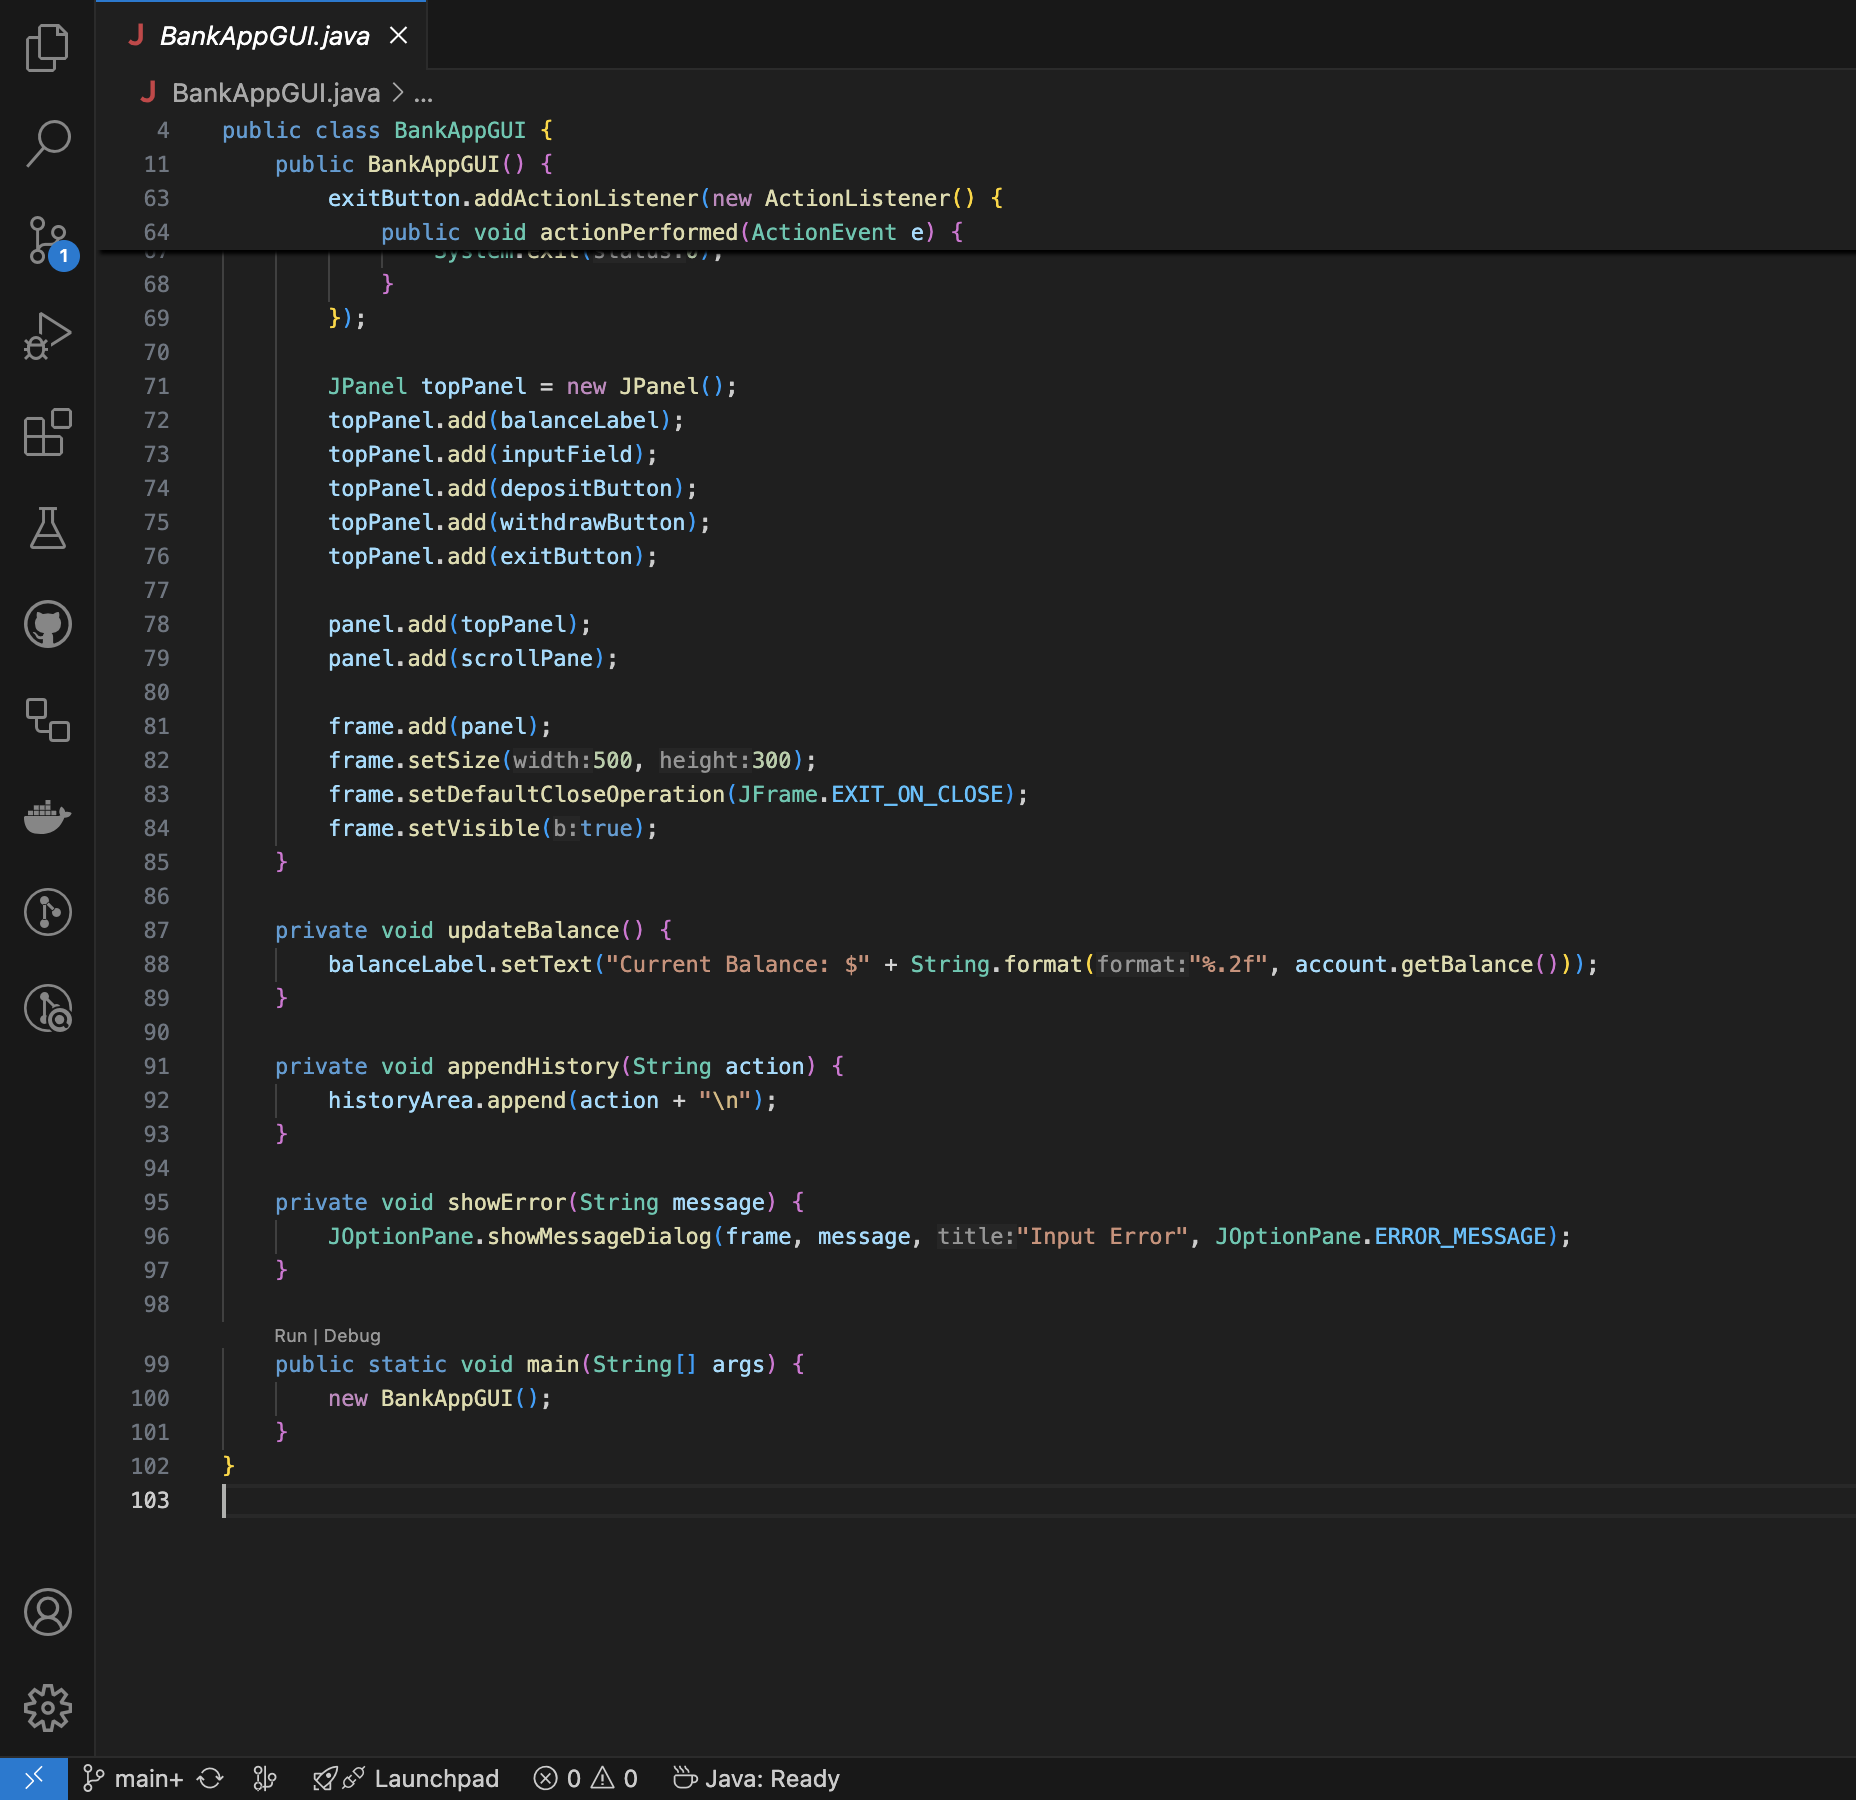 J BankAppGUI.java
J BankAppGUI.java > ...
4 public class BankAppGUI {
11 public BankAppGUI() {
63 exitButton.addActionListener(new ActionListener() {
64 public void actionPerformed(ActionEvent e) {
67 System.exit(status:0);
68 }
69 });
70
71 JPanel topPanel = new JPanel();
72 topPanel.add(balanceLabel);
73 topPanel.add(inputField);
74 topPanel.add(depositButton);
75 topPanel.add(withdrawButton);
76 topPanel.add(exitButton);
77
78 panel.add(topPanel);
79 panel.add(scrollPane);
80
81 frame.add(panel);
82 frame.setSize(width:500, height:300);
83 frame.setDefaultCloseOperation(JFrame.EXIT_ON_CLOSE);
84 frame.setVisible(b:true);
85 }
86
87 private void updateBalance() {
88 balanceLabel.setText("Current Balance: $" + String.format(format:"%.2f", account.getBalance()));
89 }
90
91 private void appendHistory(String action) {
92 historyArea.append(action + "\n");
93 }
94
95 private void showError(String message) {
96 JOptionPane.showMessageDialog(frame, message, title:"Input Error", JOptionPane.ERROR_MESSAGE);
97 }
98
Run | Debug
99 public static void main(String[] args) {
100 new BankAppGUI();
101 }
102 }
103
1
main+ Launchpad 0 0 Java: Ready